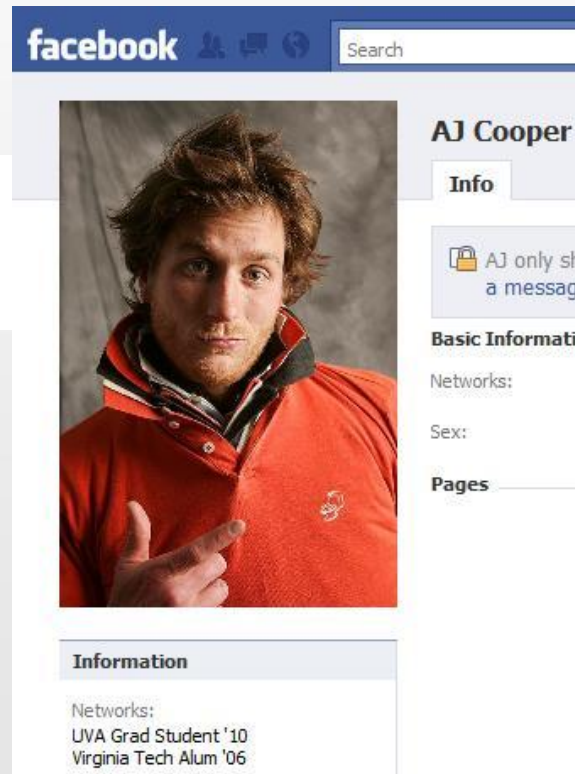 facebook
Search
AJ Cooper
Info
AJ only sh
a messag
Basic Informati
Networks:
Sex:
Pages
Information
Networks:
UVA Grad Student '10
Virginia Tech Alum '06